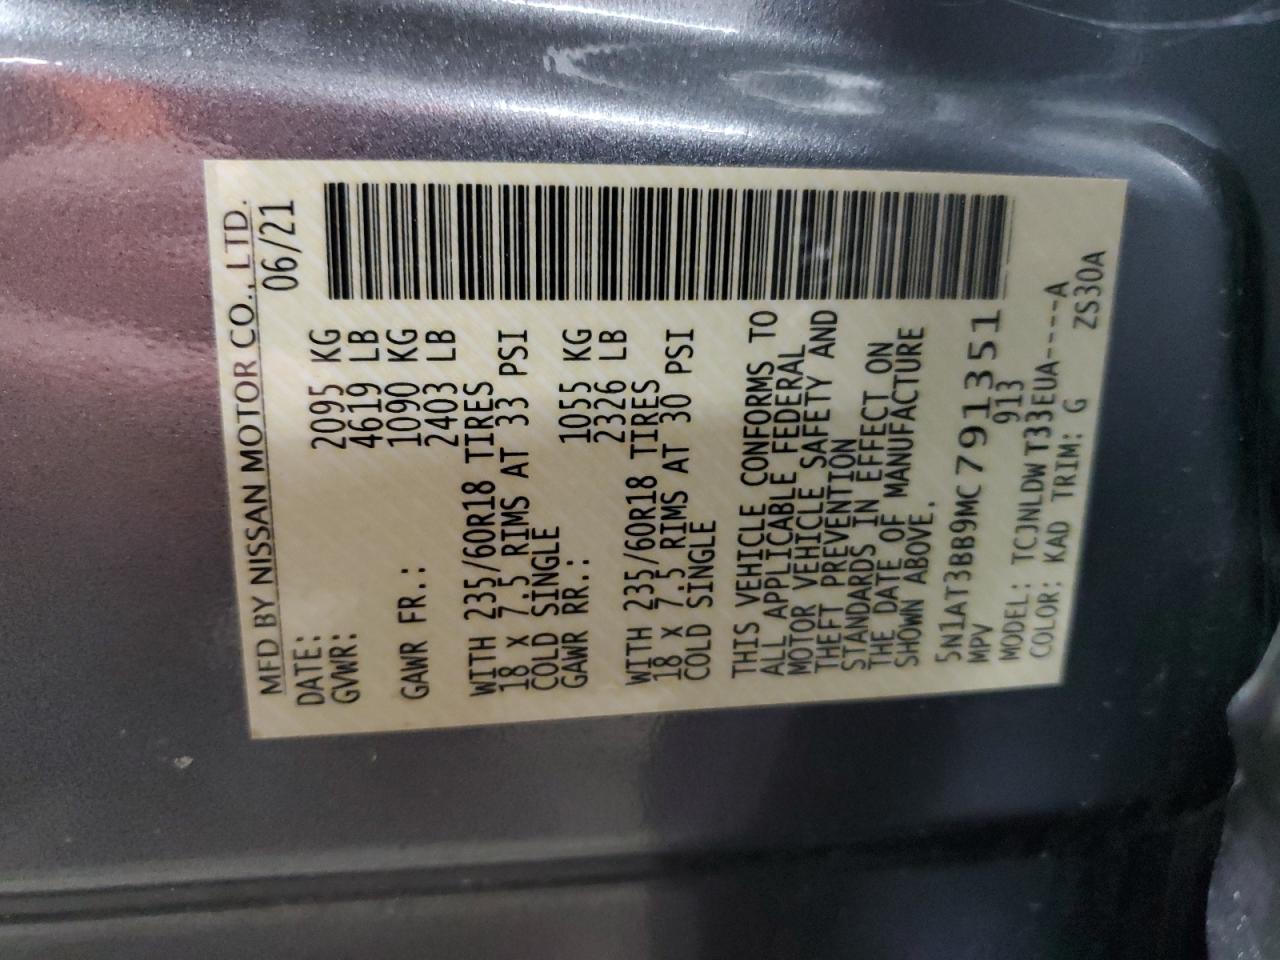 MFD BY NISSAN MOTOR CO., LTD.
DATE: 06/21
GVWR: 2095 KG
4619 LB
GAWR FR.: 1090 KG
2403 LB
WITH 235/60R18 TIRES
18 x 7.5 RIMS AT 33 PSI
COLD SINGLE
GAWR RR.: 1055 KG
2326 LB
WITH 235/60R18 TIRES
18 x 7.5 RIMS AT 30 PSI
COLD SINGLE
THIS VEHICLE CONFORMS TO
ALL APPLICABLE FEDERAL
MOTOR VEHICLE SAFETY AND
THEFT PREVENTION
STANDARDS IN EFFECT ON
THE DATE OF MANUFACTURE
SHOWN ABOVE.
5N1AT3BB9MC791351
MPV 913
MODEL: TCJNLDWT33EUA----A
COLOR: KAD TRIM: G ZS30A